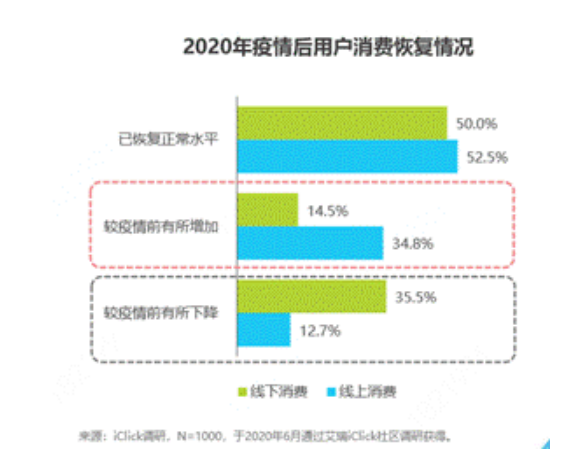 2020年疫情后用户消费恢复情况
已恢复正常水平
50.0%
52.5%
较疫情前有所增加
14.5%
34.8%
较疫情前有所下降
35.5%
12.7%
线下消费 线上消费
来源：iClick调研，N=1000，于2020年6月通过艾瑞iClick社区调研获得。